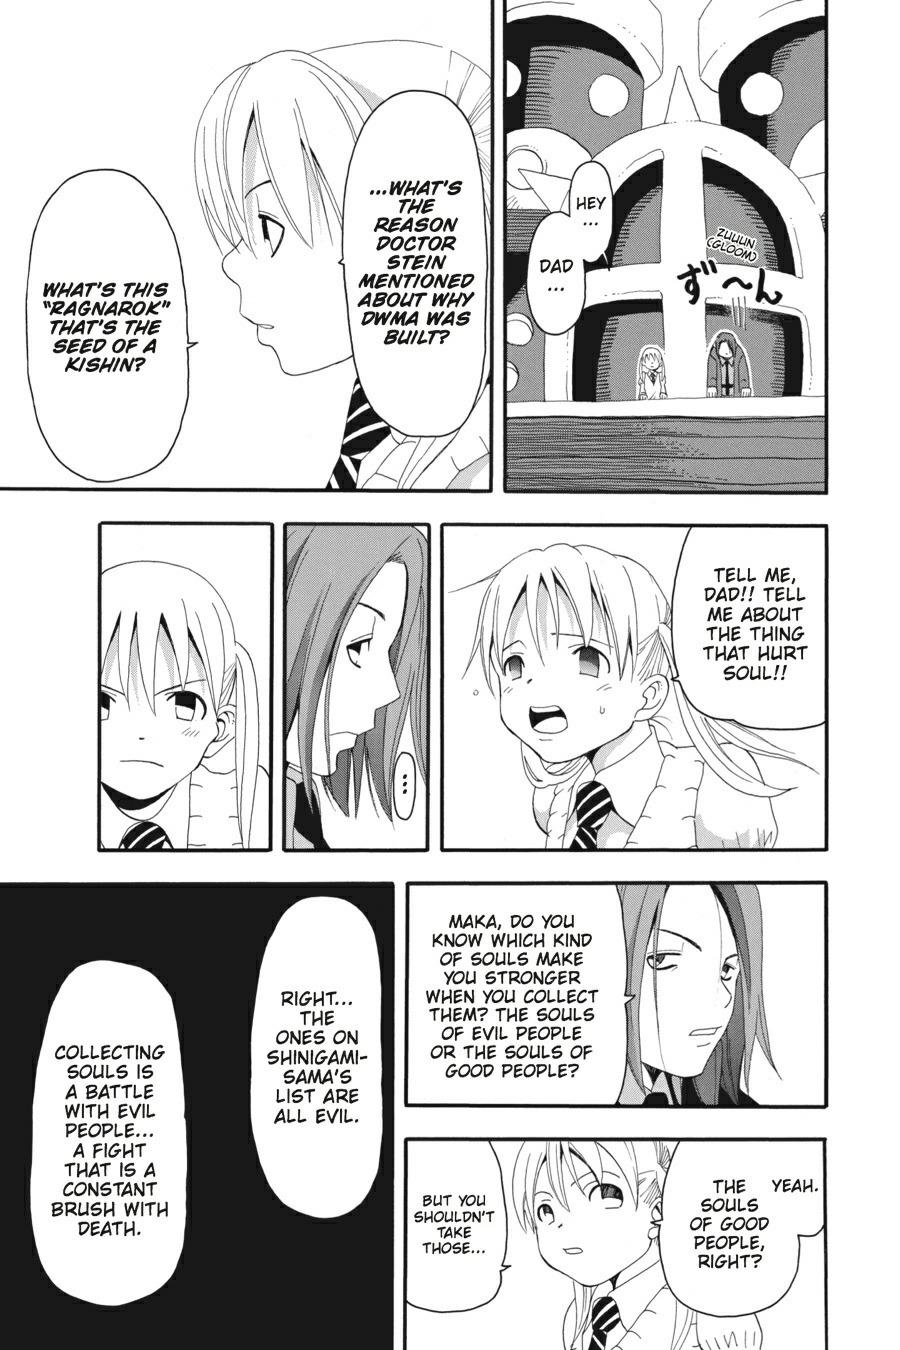 HEY
...
DAD
...
ZUUUN
(GLOOM)
ず〜ん
...WHAT'S
THE
REASON
DOCTOR
STEIN
MENTIONED
ABOUT WHY
DWMA WAS
BUILT?
WHAT'S THIS
"RAGNAROK"
THAT'S THE
SEED OF A
KISHIN?
TELL ME,
DAD!! TELL
ME ABOUT
THE THING
THAT HURT
SOUL!!
...
MAKA, DO YOU
KNOW WHICH KIND
OF SOULS MAKE
YOU STRONGER
WHEN YOU COLLECT
THEM? THE SOULS
OF EVIL PEOPLE
OR THE SOULS OF
GOOD PEOPLE?
YEAH.
THE
SOULS
OF GOOD
PEOPLE,
RIGHT?
BUT YOU
SHOULDN'T
TAKE
THOSE...
RIGHT...
THE
ONES ON
SHINIGAMI-
SAMA'S
LIST ARE
ALL EVIL.
COLLECTING
SOULS IS
A BATTLE
WITH EVIL
PEOPLE...
A FIGHT
THAT IS A
CONSTANT
BRUSH WITH
DEATH.